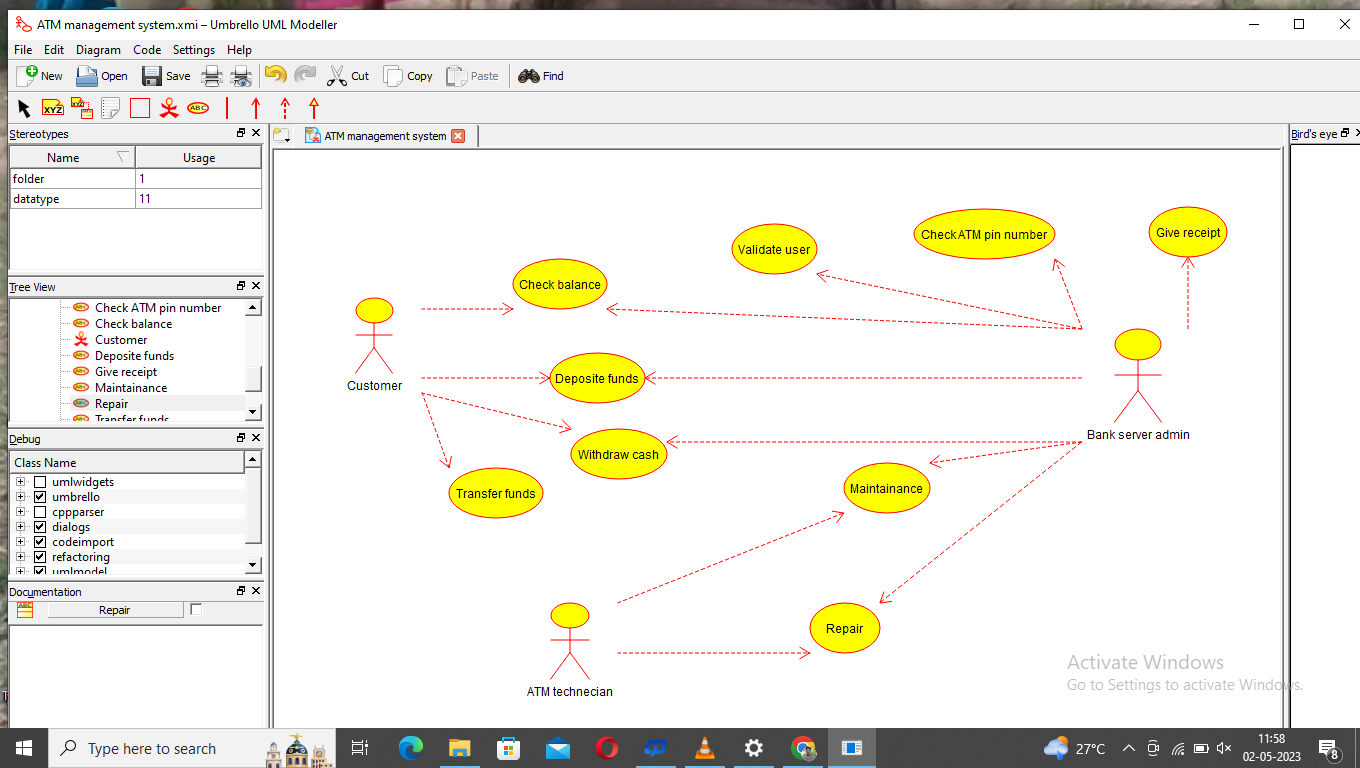 ATM management system.xmi – Umbrello UML Modeller
File Edit Diagram Code Settings Help
New Open Save Cut Copy Paste Find
XYZ XYZ ABC
Stereotypes
Name Usage
folder 1
datatype 11
Tree View
Check ATM pin number
Check balance
Customer
Deposite funds
Give receipt
Maintainance
Repair
Transfer funds
Debug
Class Name
umlwidgets
umbrello
cppparser
dialogs
codeimport
refactoring
umlmodel
Documentation
Repair
ATM management system
Bird's eye
Give receipt
Check ATM pin number
Validate user
Check balance
Customer
Deposite funds
Bank server admin
Withdraw cash
Transfer funds
Maintainance
Repair
ATM technecian
Activate Windows
Go to Settings to activate Windows.
Type here to search
27°C
11:58
02-05-2023
8